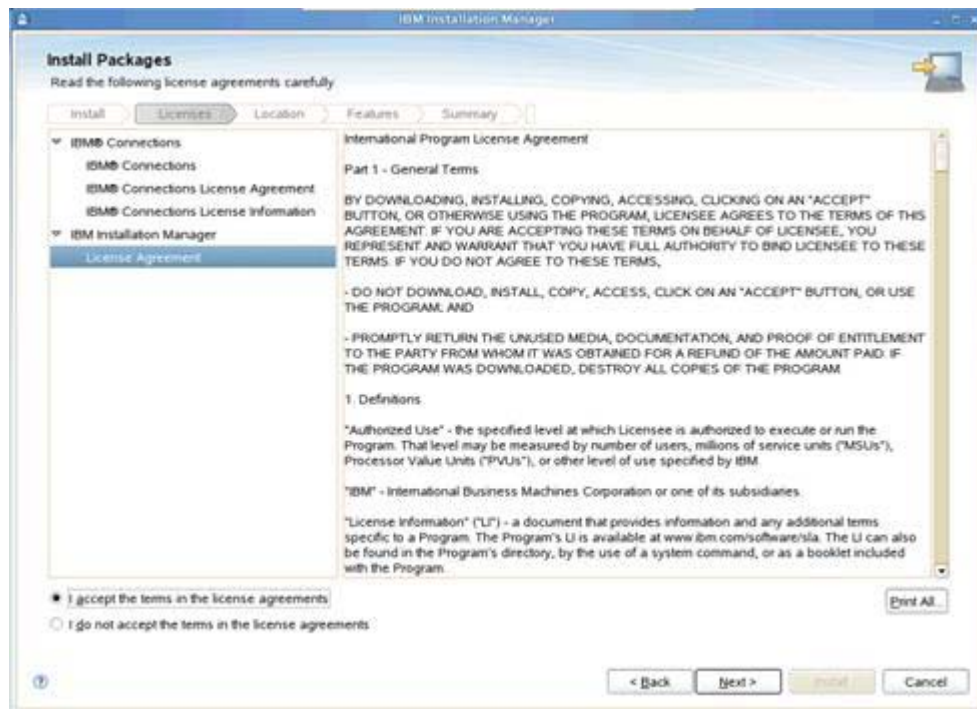 IBM Installation Manager
Install Packages
Read the following license agreements carefully
Install
Licenses
Location
Features
Summary
IBM® Connections
IBM® Connections
IBM® Connections License Agreement
IBM® Connections License Information
IBM Installation Manager
License Agreement
International Program License Agreement
Part 1 - General Terms
BY DOWNLOADING, INSTALLING, COPYING, ACCESSING, CLICKING ON AN "ACCEPT"
BUTTON, OR OTHERWISE USING THE PROGRAM, LICENSEE AGREES TO THE TERMS OF THIS
AGREEMENT. IF YOU ARE ACCEPTING THESE TERMS ON BEHALF OF LICENSEE, YOU
REPRESENT AND WARRANT THAT YOU HAVE FULL AUTHORITY TO BIND LICENSEE TO THESE
TERMS. IF YOU DO NOT AGREE TO THESE TERMS,
- DO NOT DOWNLOAD, INSTALL, COPY, ACCESS, CLICK ON AN "ACCEPT" BUTTON, OR USE
THE PROGRAM; AND
- PROMPTLY RETURN THE UNUSED MEDIA, DOCUMENTATION, AND PROOF OF ENTITLEMENT
TO THE PARTY FROM WHOM IT WAS OBTAINED FOR A REFUND OF THE AMOUNT PAID. IF
THE PROGRAM WAS DOWNLOADED, DESTROY ALL COPIES OF THE PROGRAM.
1. Definitions
"Authorized Use" - the specified level at which Licensee is authorized to execute or run the
Program. That level may be measured by number of users, millions of service units ("MSUs"),
Processor Value Units ("PVUs"), or other level of use specified by IBM.
"IBM" - International Business Machines Corporation or one of its subsidiaries.
"License Information" ("LI") - a document that provides information and any additional terms
specific to a Program. The Program's LI is available at www.ibm.com/software/sla. The LI can also
be found in the Program's directory, by the use of a system command, or as a booklet included
with the Program.
I accept the terms in the license agreements
Print All...
I do not accept the terms in the license agreements
< Back
Next >
Install
Cancel